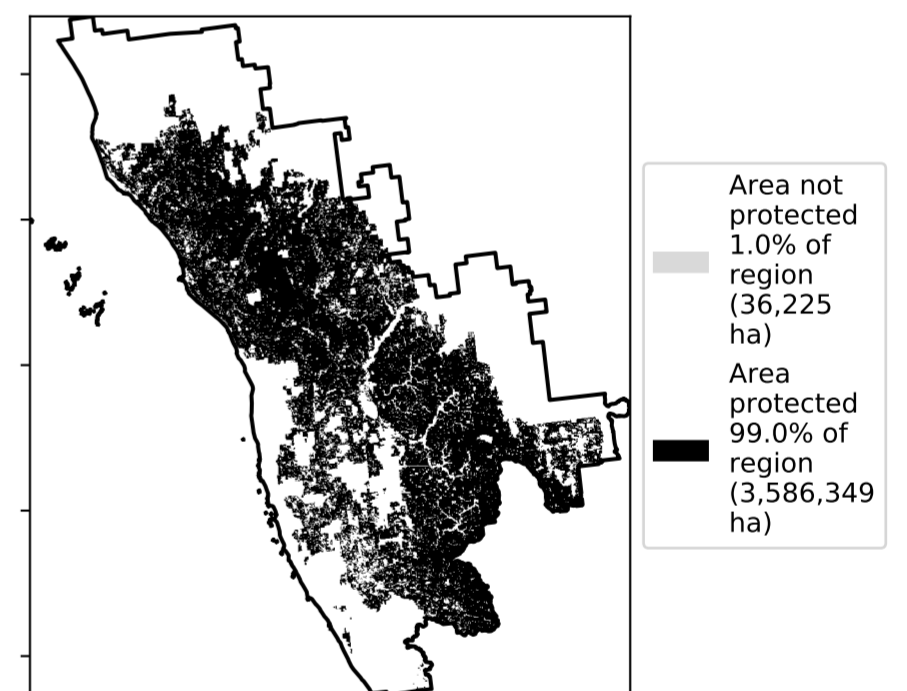 Area not
protected
1.0% of
region
(36,225
ha)
Area
protected
99.0% of
region
(3,586,349
ha)